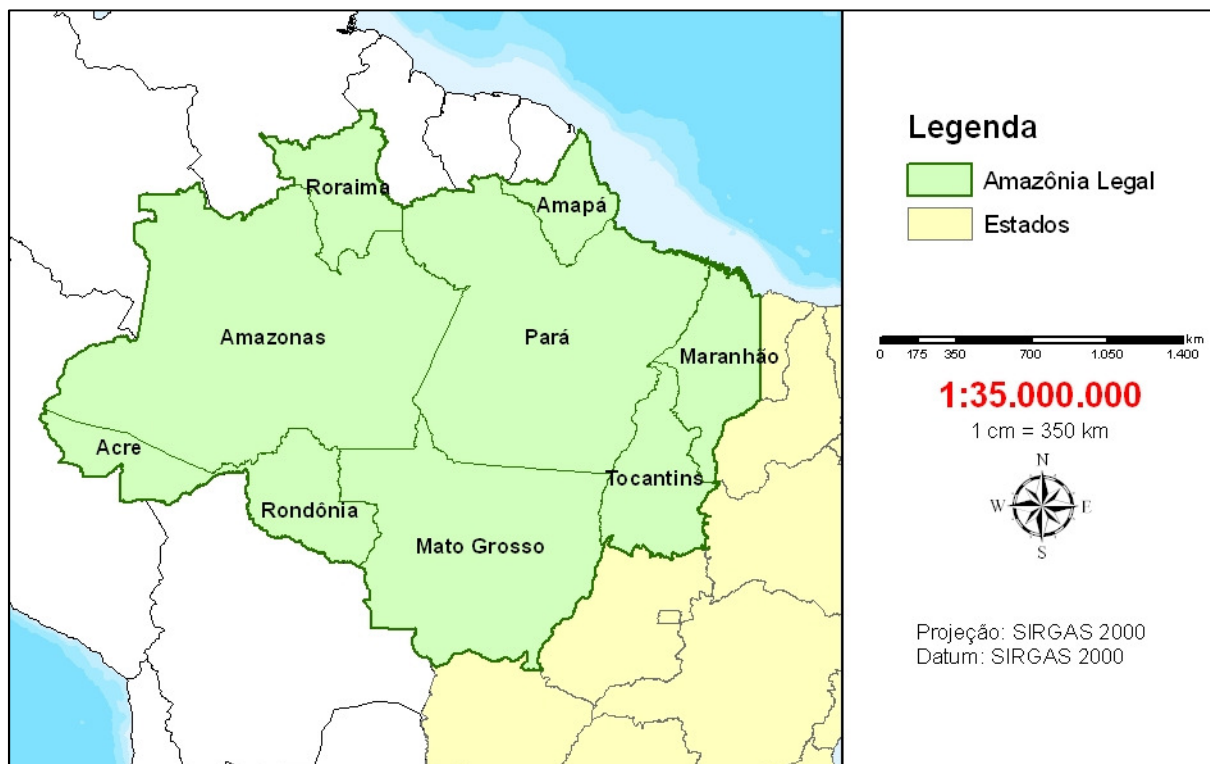 Roraima
Amapá
Amazonas
Pará
Maranhão
Acre
Tocantins
Rondônia
Mato Grosso
Legenda
Amazônia Legal
Estados
km
0 175 350 700 1.050 1.400
1:35.000.000
1 cm = 350 km
N
W E
S
Projeção: SIRGAS 2000
Datum: SIRGAS 2000